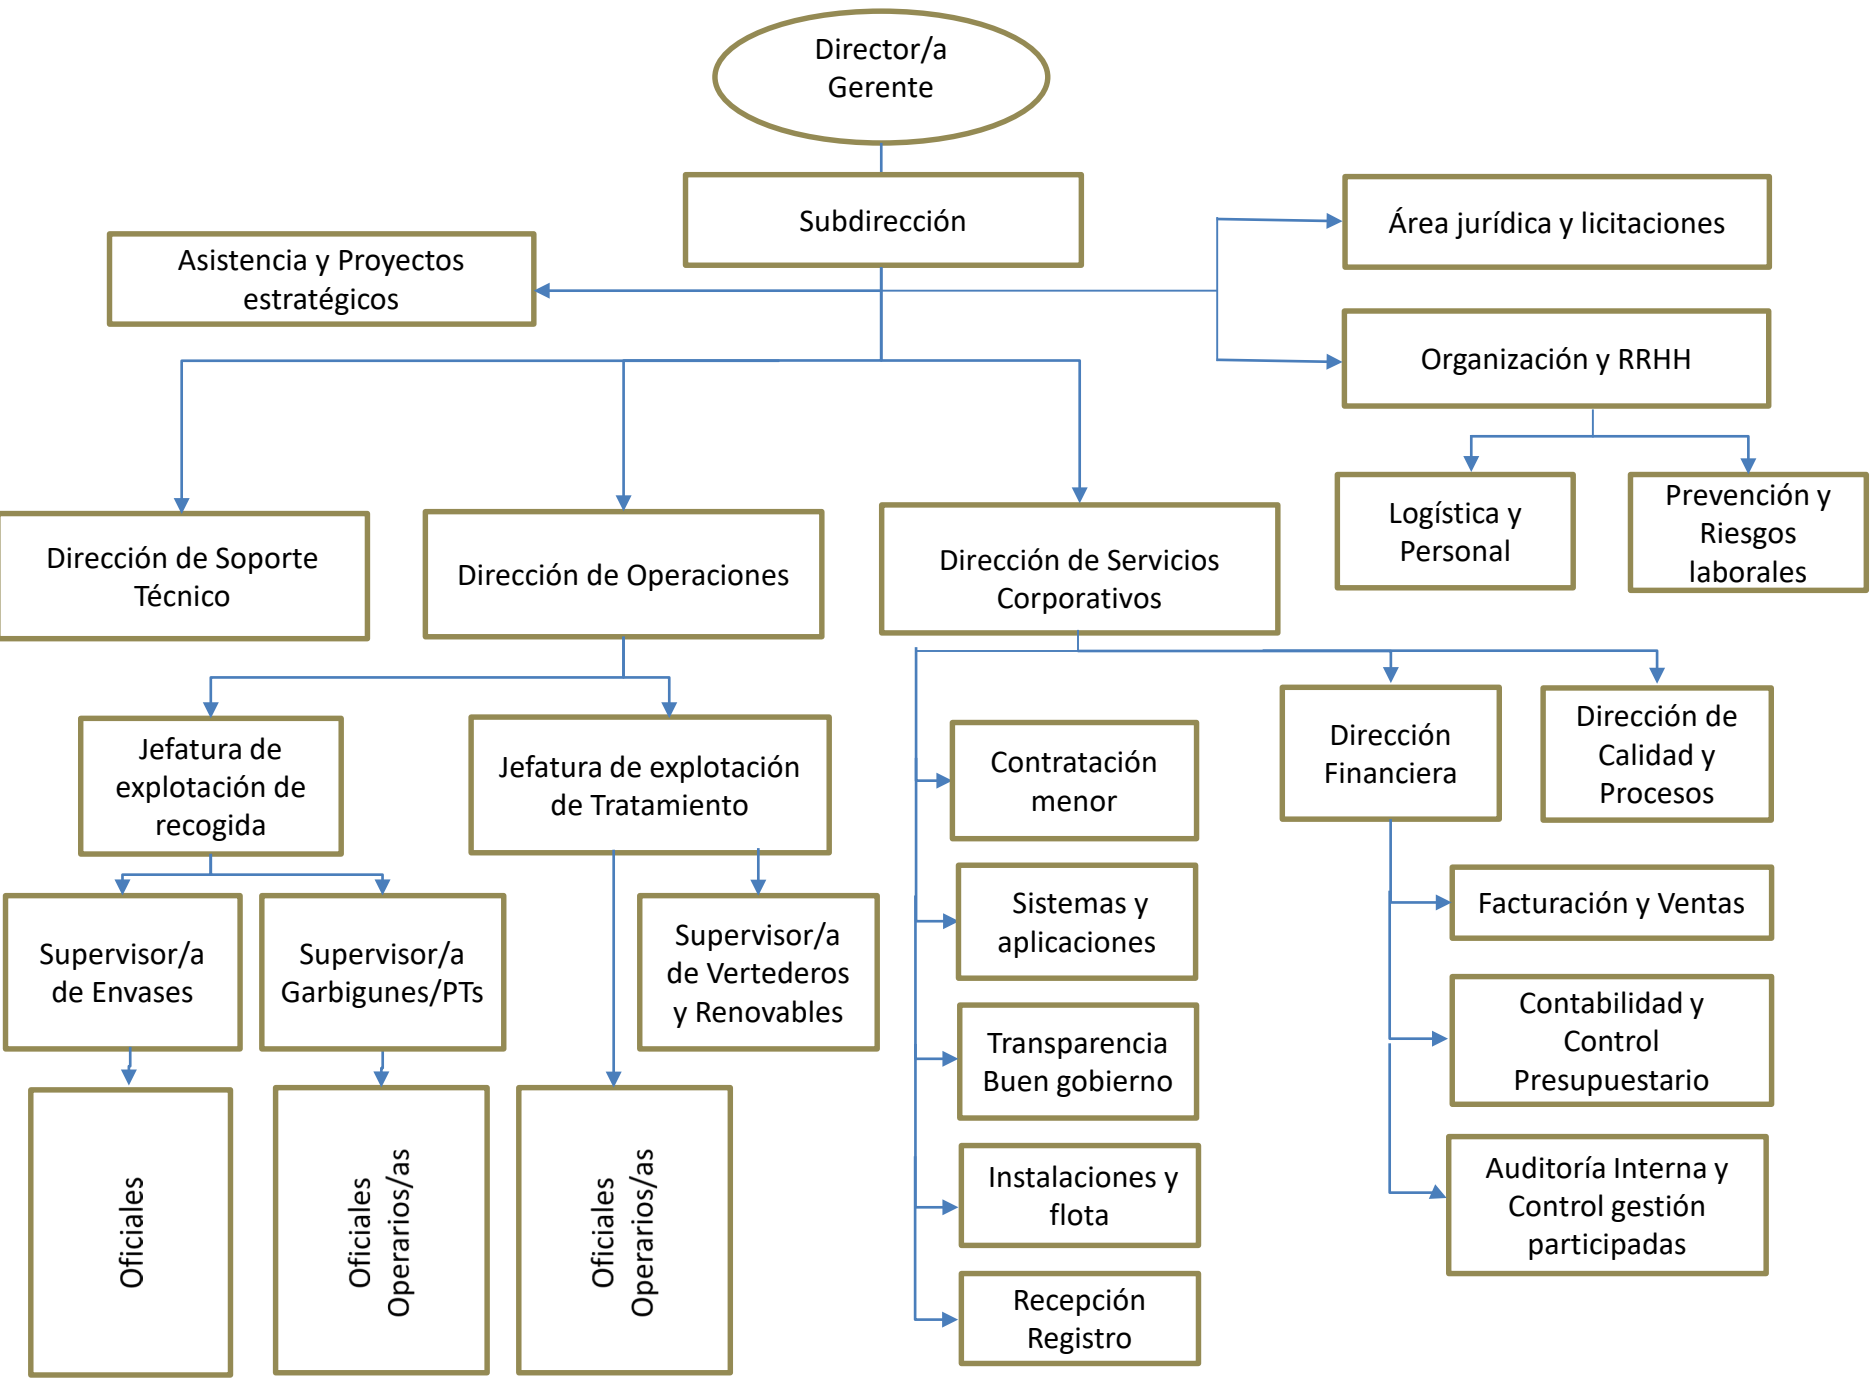 Director/a
Gerente
Subdirección
Área jurídica y licitaciones
Asistencia y Proyectos
estratégicos
Organización y RRHH
Logística y
Personal
Prevención y
Riesgos
laborales
Dirección de Soporte
Técnico
Dirección de Operaciones
Dirección de Servicios
Corporativos
Jefatura de
explotación de
recogida
Jefatura de explotación
de Tratamiento
Contratación
menor
Dirección
Financiera
Dirección de
Calidad y
Procesos
Supervisor/a
de Envases
Supervisor/a
Garbigunes/PTs
Supervisor/a
de Vertederos
y Renovables
Sistemas y
aplicaciones
Facturación y Ventas
Transparencia
Buen gobierno
Contabilidad y
Control
Presupuestario
Oficiales
Oficiales
Operarios/as
Oficiales
Operarios/as
Instalaciones y
flota
Auditoría Interna y
Control gestión
participadas
Recepción
Registro